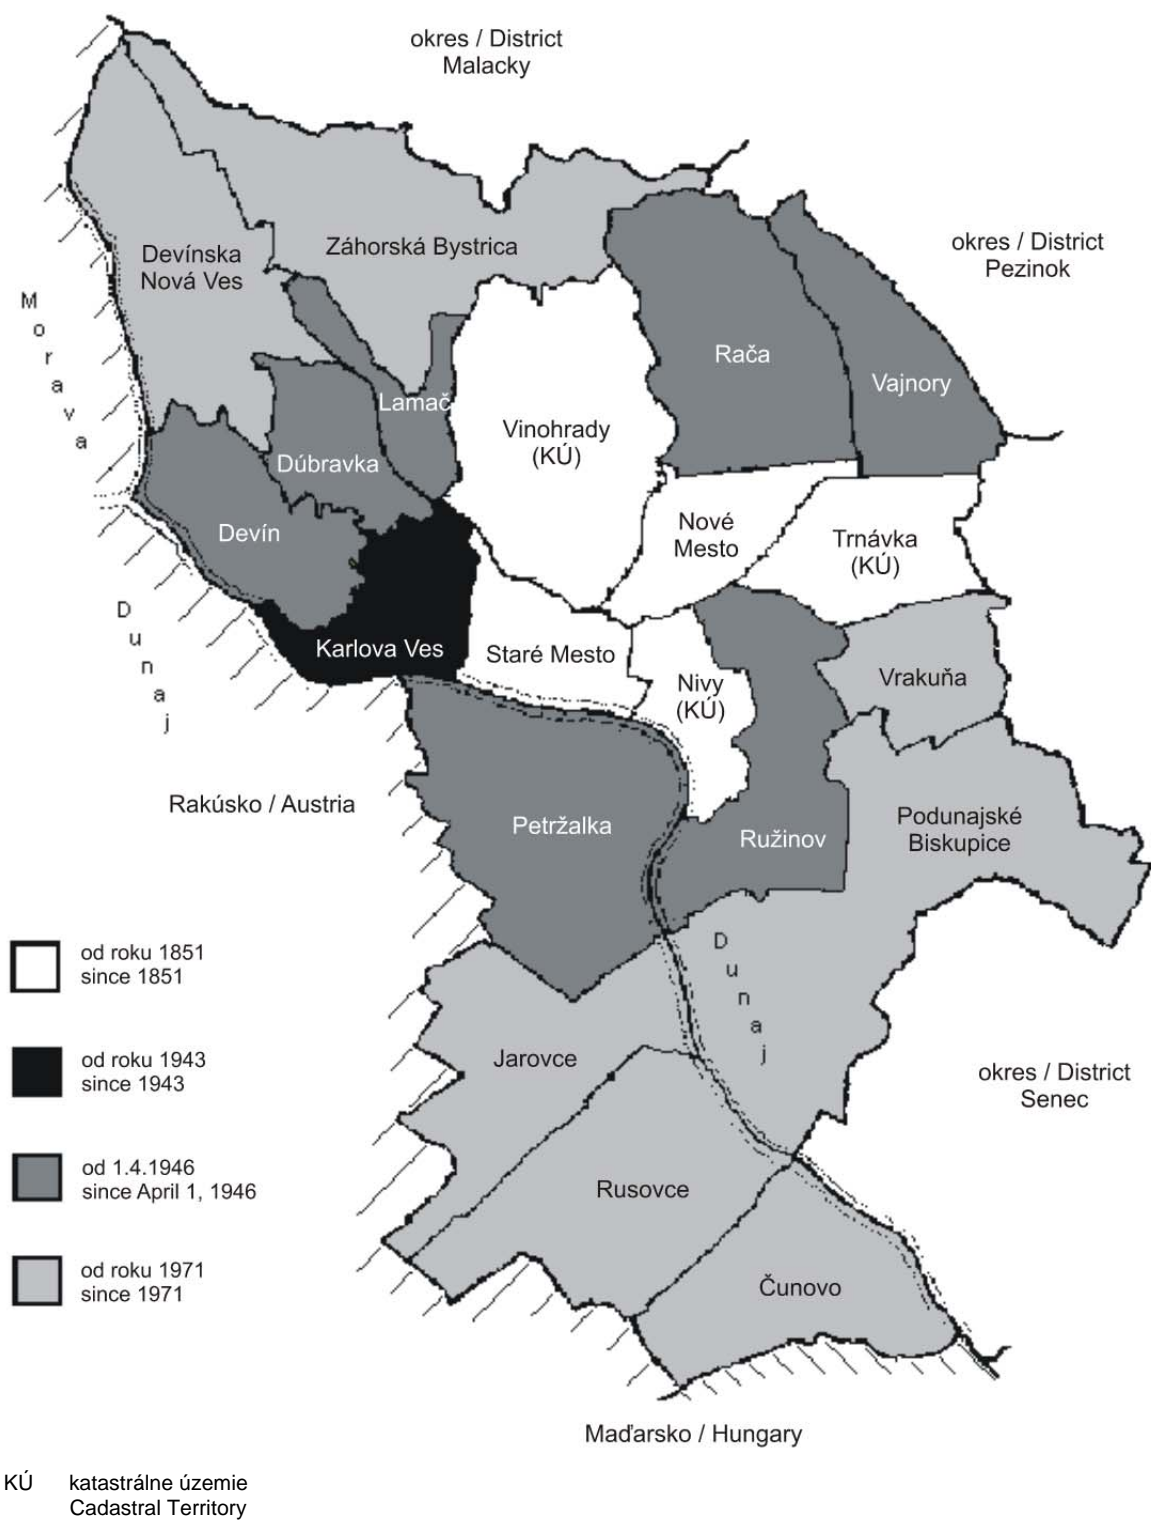 okres / District
Malacky
okres / District
Pezinok
Devínska
Nová Ves
Záhorská Bystrica
Morava
Rača
Vajnory
Lamač
Vinohrady
(KÚ)
Dúbravka
Devín
Nové
Mesto
Trnávka
(KÚ)
Dunaj
Karlova Ves
Staré Mesto
Nivy
(KÚ)
Vrakuňa
Rakúsko / Austria
Petržalka
Ružinov
Podunajské
Biskupice
od roku 1851
since 1851
Dunaj
od roku 1943
since 1943
Jarovce
okres / District
Senec
od 1.4.1946
since April 1, 1946
Rusovce
od roku 1971
since 1971
Čunovo
Maďarsko / Hungary
KÚ katastrálne územie
Cadastral Territory